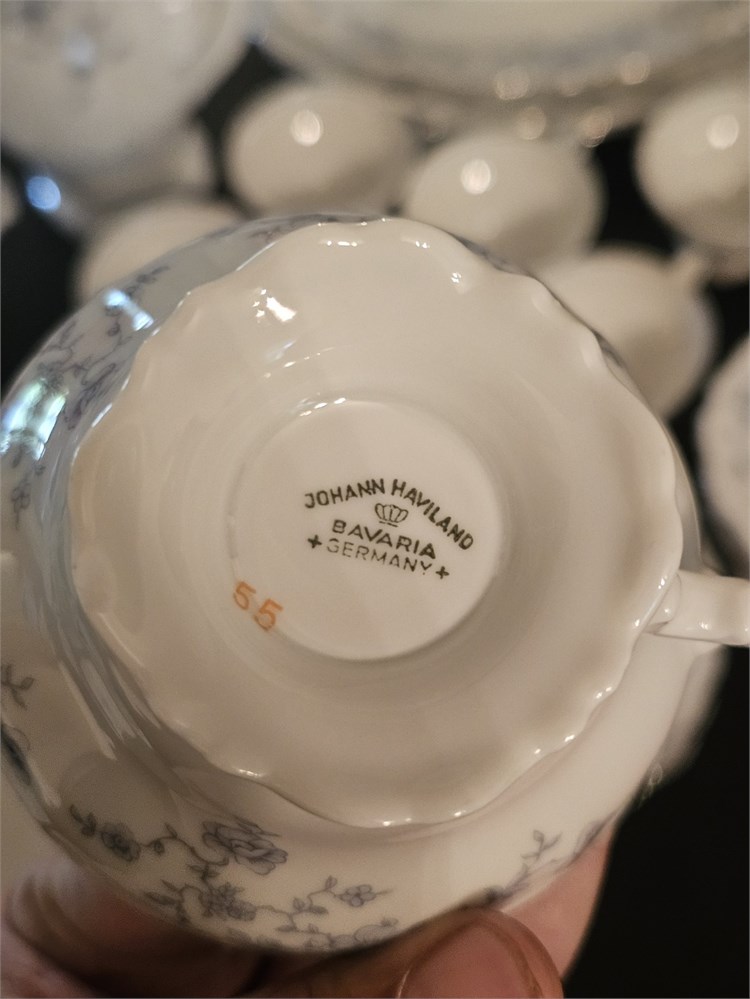 JOHANN HAVILAND
BAVARIA
+ GERMANY +
55